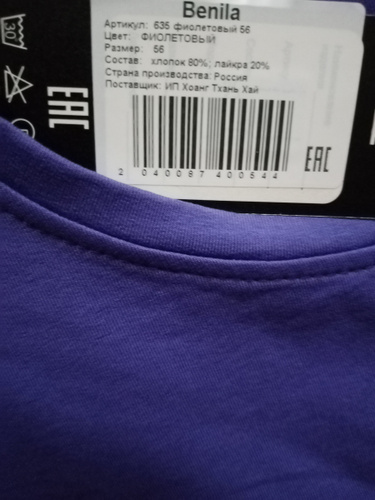 Benila
Артикул: 635 фиолетовый 56
Цвет: ФИОЛЕТОВЫЙ
Размер: 56
Состав: хлопок 80%; лайкра 20%
Страна производства: Россия
Поставщик: ИП Хоанг Тхань Хай
2 040087 400544
EAC
EAC
30